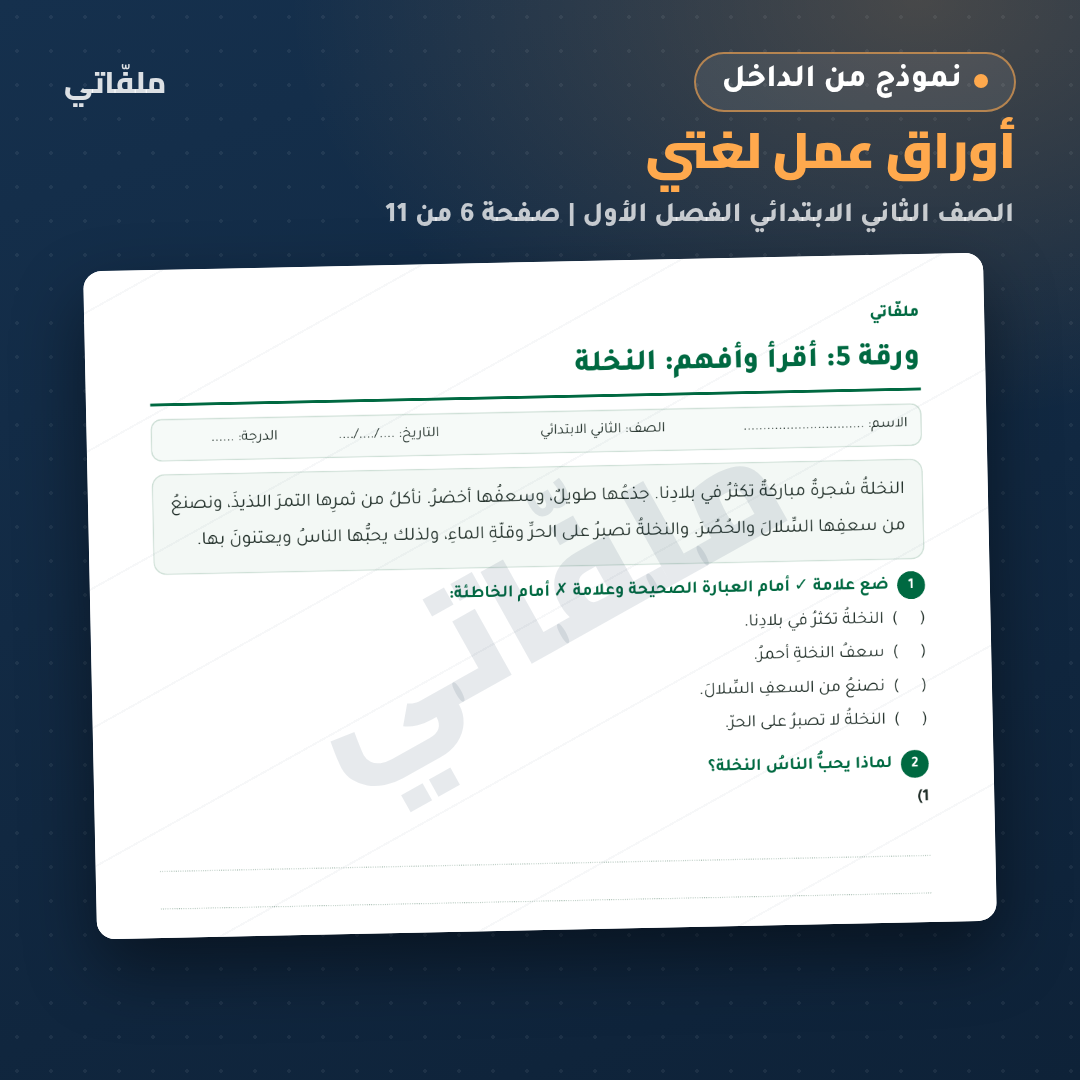 نموذج من الداخل
ملفّاتي
أوراق عمل لغتي
الصف الثاني الابتدائي الفصل الأول | صفحة 6 من 11
ملفّاتي
ورقة 5: أقرأ وأفهم: النخلة
الاسم: .............................. الصف: الثاني الابتدائي التاريخ: ..../..../.... الدرجة: ......
النخلةُ شجرةٌ مباركةٌ تكثرُ في بلادِنا. جذعُها طويلٌ، وسعفُها أخضرُ. نأكلُ من ثمرِها التمرَ اللذيذَ، ونصنعُ
من سعفِها السِّلالَ والحُصُرَ. والنخلةُ تصبرُ على الحرِّ وقلّةِ الماءِ، ولذلك يحبُّها الناسُ ويعتنونَ بها.
1 ضع علامة ✓ أمام العبارة الصحيحة وعلامة ✗ أمام الخاطئة:
( ) النخلةُ تكثرُ في بلادِنا.
( ) سعفُ النخلةِ أحمرُ.
( ) نصنعُ من السعفِ السِّلالَ.
( ) النخلةُ لا تصبرُ على الحرّ.
2 لماذا يحبُّ الناسُ النخلة؟
1)
ملفّاتي